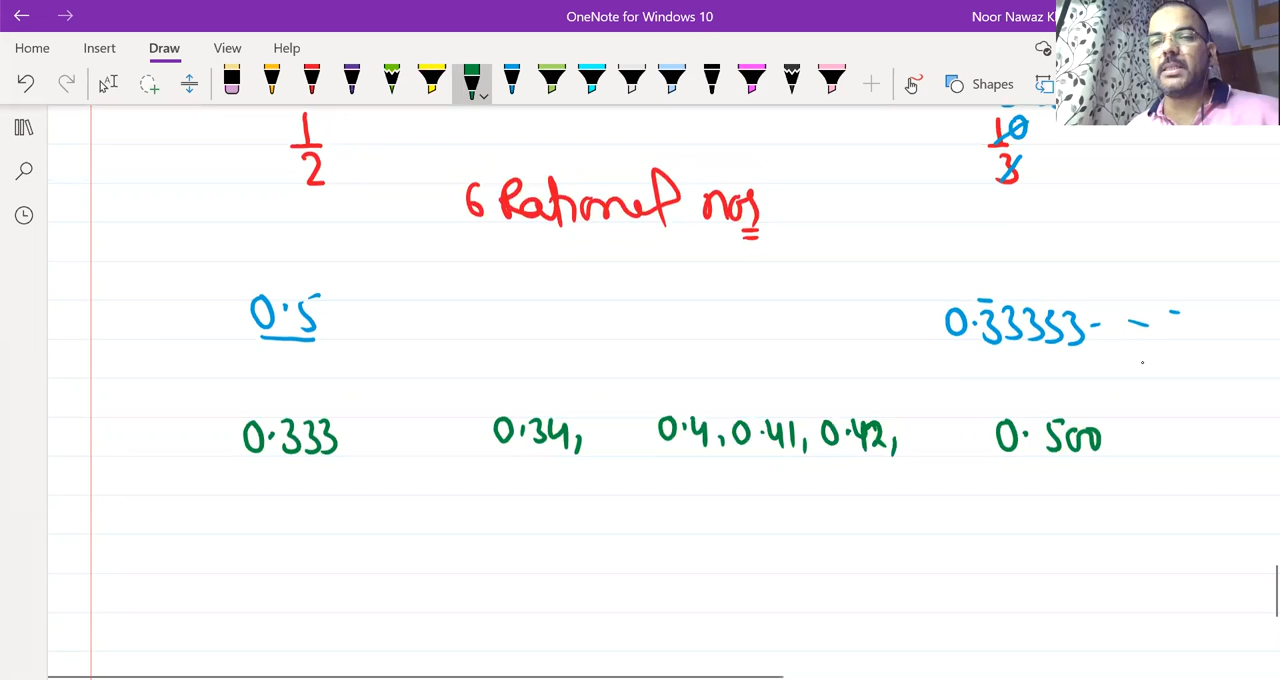 OneNote for Windows 10
Noor Nawaz K
Home Insert Draw View Help
Shapes
1/2
10/3
6 Rational nos
0.5
0.33333- - -
0.333 0.34, 0.4, 0.41, 0.42, 0.500